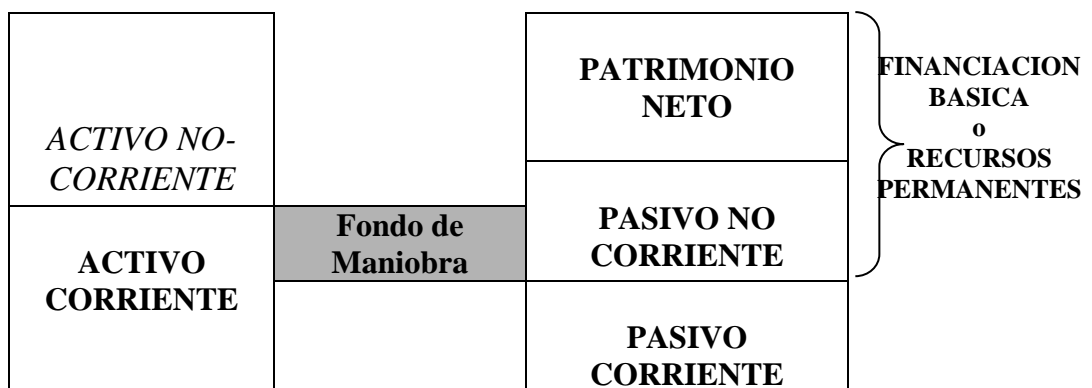 ACTIVO NO-
CORRIENTE
ACTIVO
CORRIENTE
Fondo de
Maniobra
PATRIMONIO
NETO
PASIVO NO
CORRIENTE
PASIVO
CORRIENTE
FINANCIACION
BASICA
o
RECURSOS
PERMANENTES